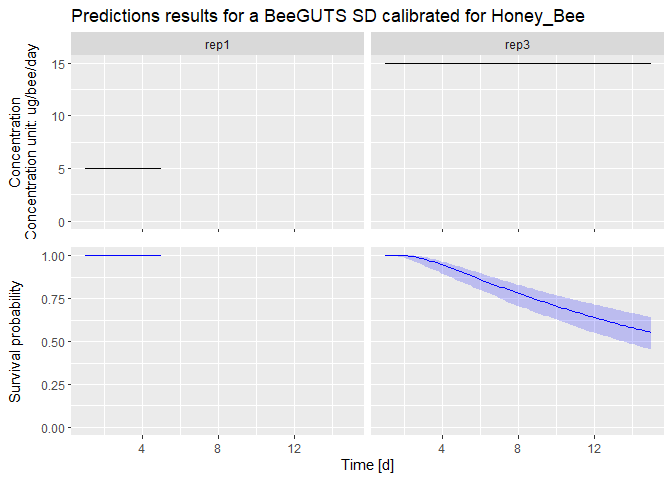 Predictions results for a BeeGUTS SD calibrated for Honey_Bee
rep1
rep3
Concentration
Concentration unit: ug/bee/day
15
10
5
0
Survival probability
1.00
0.75
0.50
0.25
0.00
4
8
12
4
8
12
Time [d]